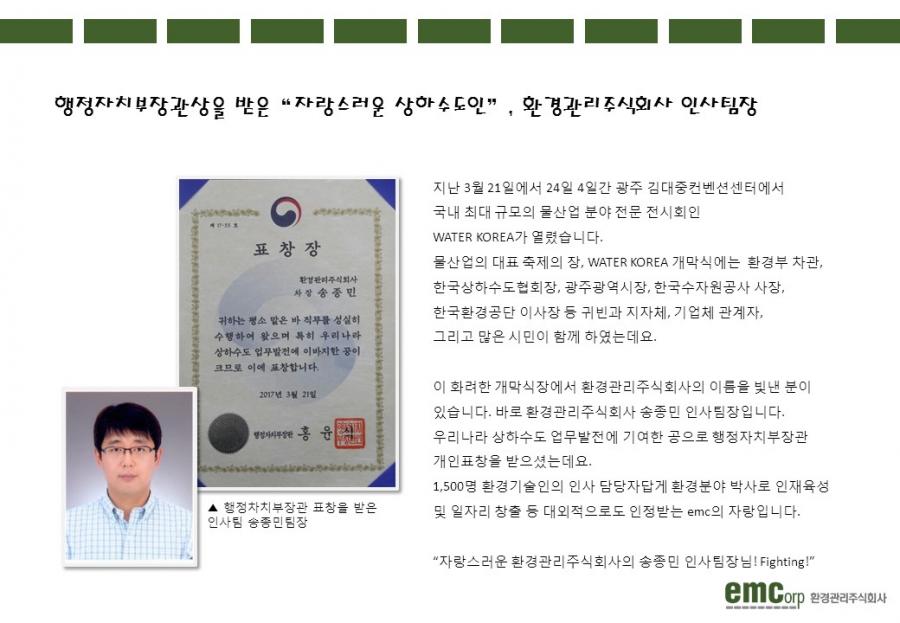 행정자치부장관상을 받은 “자랑스러운 상하수도인” , 환경관리주식회사 인사팀장
제 17-55 호
표 창 장
환경관리주식회사
차 장 송 종 민
귀하는 평소 맡은 바 직무를 성실히
수행하여 왔으며 특히 우리나라
상하수도 업무발전에 이바지한 공이
크므로 이에 표창합니다.
2017년 3월 21일
행정자치부장관 홍 윤 식
▲ 행정자치부장관 표창을 받은
인사팀 송종민팀장
지난 3월 21일에서 24일 4일간 광주 김대중컨벤션센터에서
국내 최대 규모의 물산업 분야 전문 전시회인
WATER KOREA가 열렸습니다.
물산업의 대표 축제의 장, WATER KOREA 개막식에는 환경부 차관,
한국상하수도협회장, 광주광역시장, 한국수자원공사 사장,
한국환경공단 이사장 등 귀빈과 지자체, 기업체 관계자,
그리고 많은 시민이 함께 하였는데요.
이 화려한 개막식장에서 환경관리주식회사의 이름을 빛낸 분이
있습니다. 바로 환경관리주식회사 송종민 인사팀장입니다.
우리나라 상하수도 업무발전에 기여한 공으로 행정자치부장관
개인표창을 받으셨는데요.
1,500명 환경기술인의 인사 담당자답게 환경분야 박사로 인재육성
및 일자리 창출 등 대외적으로도 인정받는 emc의 자랑입니다.
“자랑스러운 환경관리주식회사의 송종민 인사팀장님! Fighting!”
emCorp 환경관리주식회사